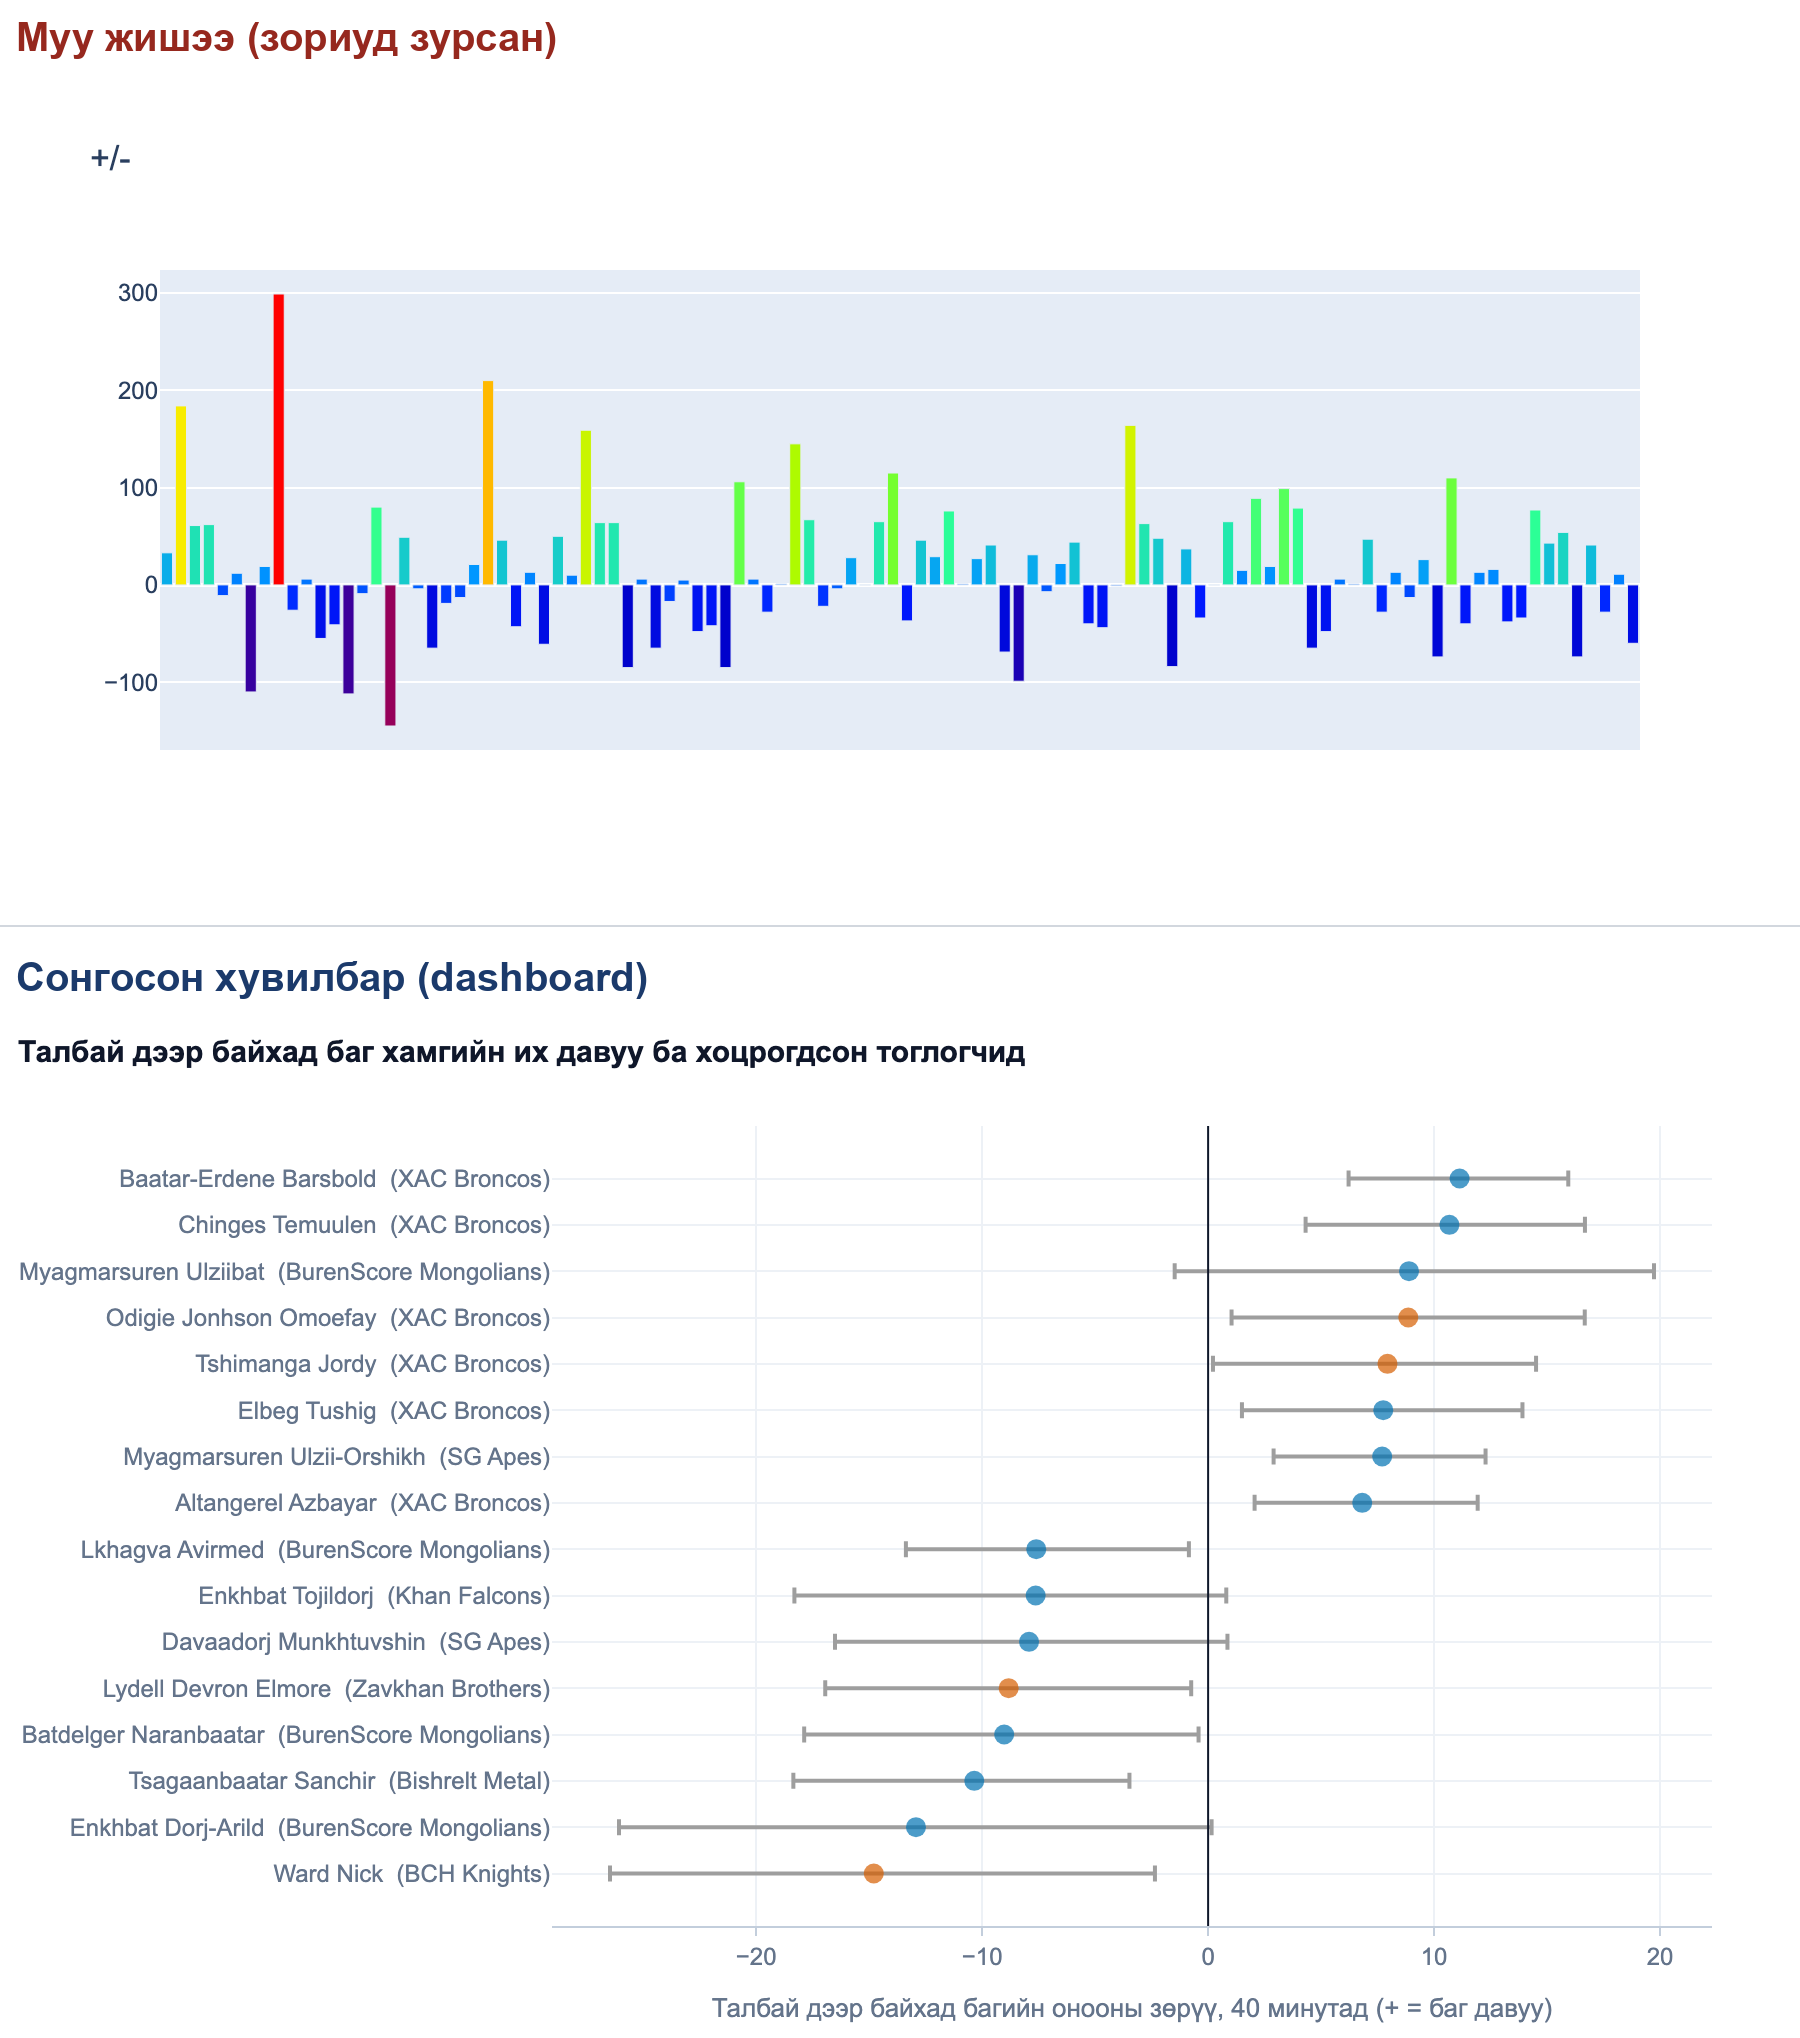 Муу жишээ (зориуд зурсан)
+/-
300
200
100
0
−100
Сонгосон хувилбар (dashboard)
Талбай дээр байхад баг хамгийн их давуу ба хоцрогдсон тоглогчид
Baatar-Erdene Barsbold (XAC Broncos)
Chinges Temuulen (XAC Broncos)
Myagmarsuren Ulziibat (BurenScore Mongolians)
Odigie Jonhson Omoefay (XAC Broncos)
Tshimanga Jordy (XAC Broncos)
Elbeg Tushig (XAC Broncos)
Myagmarsuren Ulzii-Orshikh (SG Apes)
Altangerel Azbayar (XAC Broncos)
Lkhagva Avirmed (BurenScore Mongolians)
Enkhbat Tojildorj (Khan Falcons)
Davaadorj Munkhtuvshin (SG Apes)
Lydell Devron Elmore (Zavkhan Brothers)
Batdelger Naranbaatar (BurenScore Mongolians)
Tsagaanbaatar Sanchir (Bishrelt Metal)
Enkhbat Dorj-Arild (BurenScore Mongolians)
Ward Nick (BCH Knights)
−20 −10 0 10 20
Талбай дээр байхад багийн онооны зөрүү, 40 минутад (+ = баг давуу)